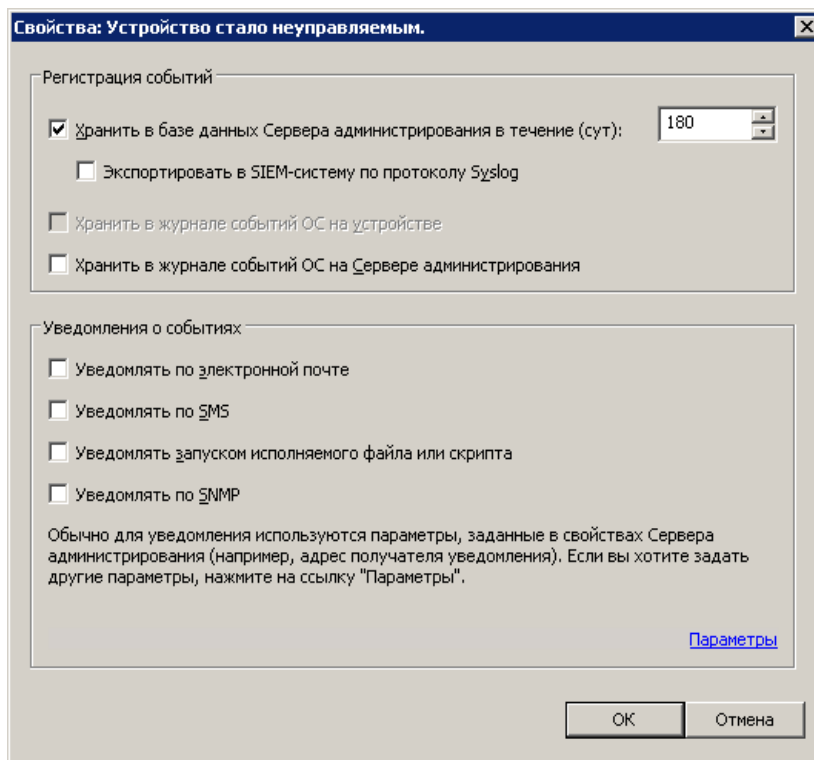 Свойства: Устройство стало неуправляемым.
Регистрация событий
Хранить в базе данных Сервера администрирования в течение (сут): 180
Экспортировать в SIEM-систему по протоколу Syslog
Хранить в журнале событий ОС на устройстве
Хранить в журнале событий ОС на Сервере администрирования
Уведомления о событиях
Уведомлять по электронной почте
Уведомлять по SMS
Уведомлять запуском исполняемого файла или скрипта
Уведомлять по SNMP
Обычно для уведомления используются параметры, заданные в свойствах Сервера
администрирования (например, адрес получателя уведомления). Если вы хотите задать
другие параметры, нажмите на ссылку "Параметры".
Параметры
ОК Отмена